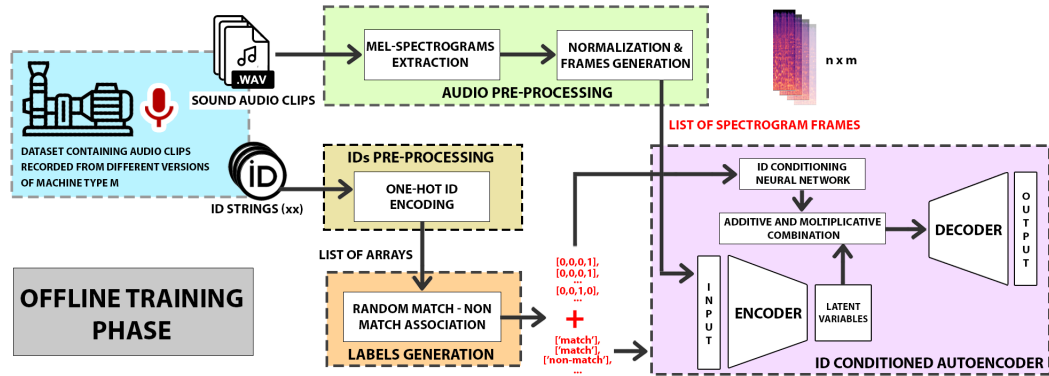 .WAV
SOUND AUDIO CLIPS
DATASET CONTAINING AUDIO CLIPS
RECORDED FROM DIFFERENT VERSIONS
OF MACHINE TYPE M
iD
ID STRINGS (xx)
MEL-SPECTROGRAMS
EXTRACTION
NORMALIZATION &
FRAMES GENERATION
AUDIO PRE-PROCESSING
n x m
LIST OF SPECTROGRAM FRAMES
IDs PRE-PROCESSING
ONE-HOT ID
ENCODING
LIST OF ARRAYS
RANDOM MATCH - NON
MATCH ASSOCIATION
LABELS GENERATION
[0,0,0,1],
[0,0,0,1],
...
[0,0,1,0],
...
+
['match'],
['match'],
['non-match'],
...
ID CONDITIONING
NEURAL NETWORK
ADDITIVE AND MOLTIPLICATIVE
COMBINATION
INPUT
ENCODER
LATENT
VARIABLES
DECODER
OUTPUT
ID CONDITIONED AUTOENCODER
OFFLINE TRAINING
PHASE